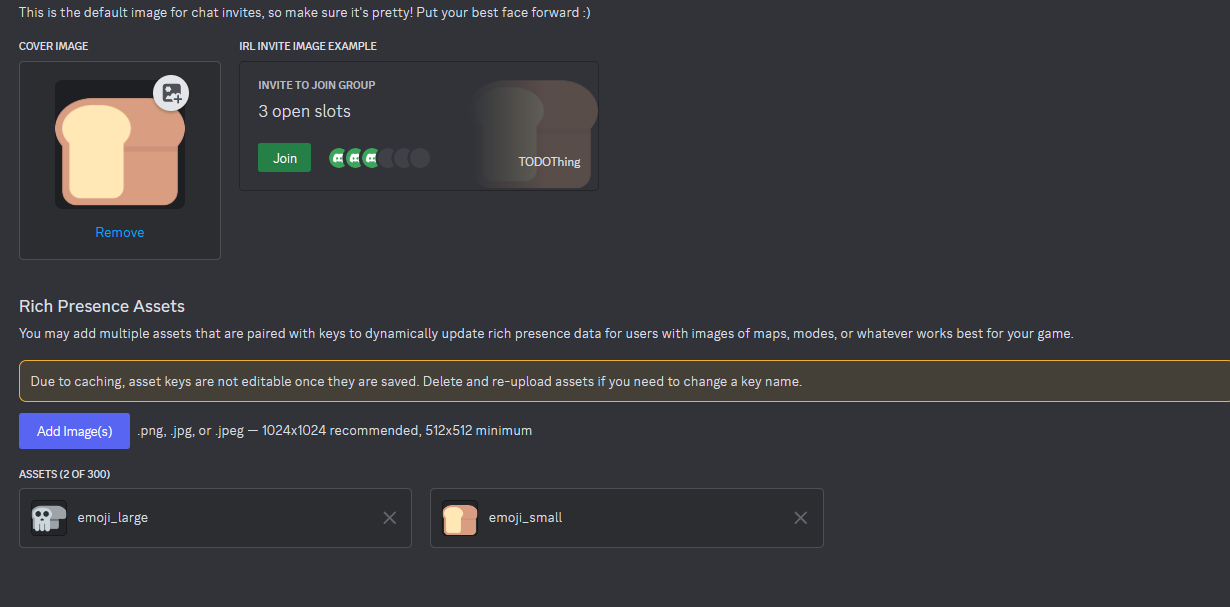 This is the default image for chat invites, so make sure it's pretty! Put your best face forward :)
COVER IMAGE
IRL INVITE IMAGE EXAMPLE
INVITE TO JOIN GROUP
3 open slots
Join
TODOThing
Remove
Rich Presence Assets
You may add multiple assets that are paired with keys to dynamically update rich presence data for users with images of maps, modes, or whatever works best for your game.
Due to caching, asset keys are not editable once they are saved. Delete and re-upload assets if you need to change a key name.
Add Image(s)
.png, .jpg, or .jpeg — 1024x1024 recommended, 512x512 minimum
ASSETS (2 OF 300)
emoji_large
emoji_small